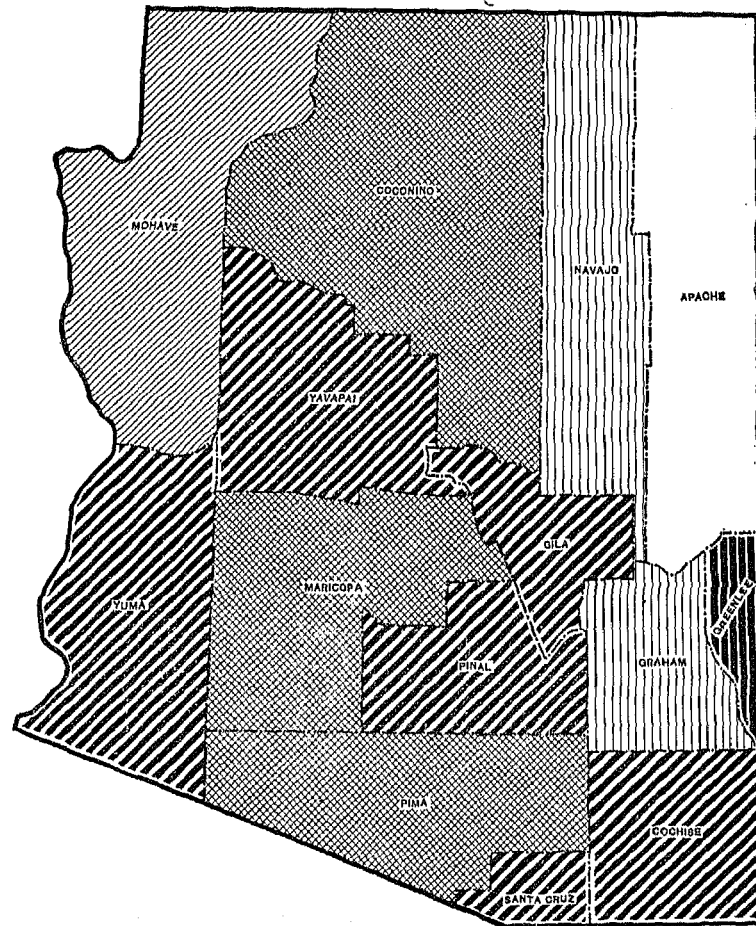 COCONINO
MOHAVE
NAVAJO
APACHE
YAVAPAI
GILA
MARICOPA
YUMA
GREENLEE
PINAL
GRAHAM
PIMA
COCHISE
SANTA CRUZ